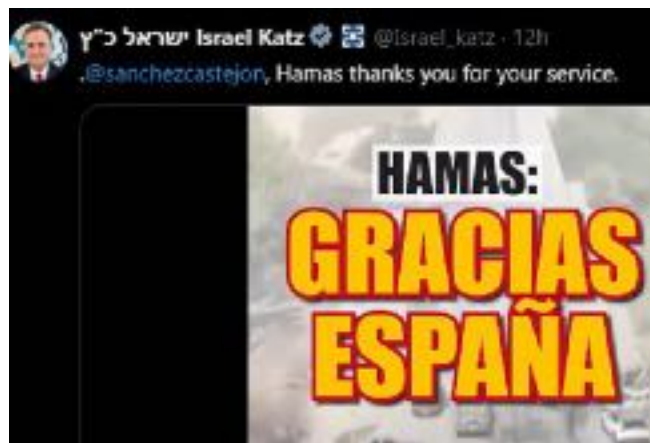 ישראל כ"ץ Israel Katz @Israel_katz · 12h
.@sanchezcastejon, Hamas thanks you for your service.
HAMAS:
GRACIAS
ESPAÑA